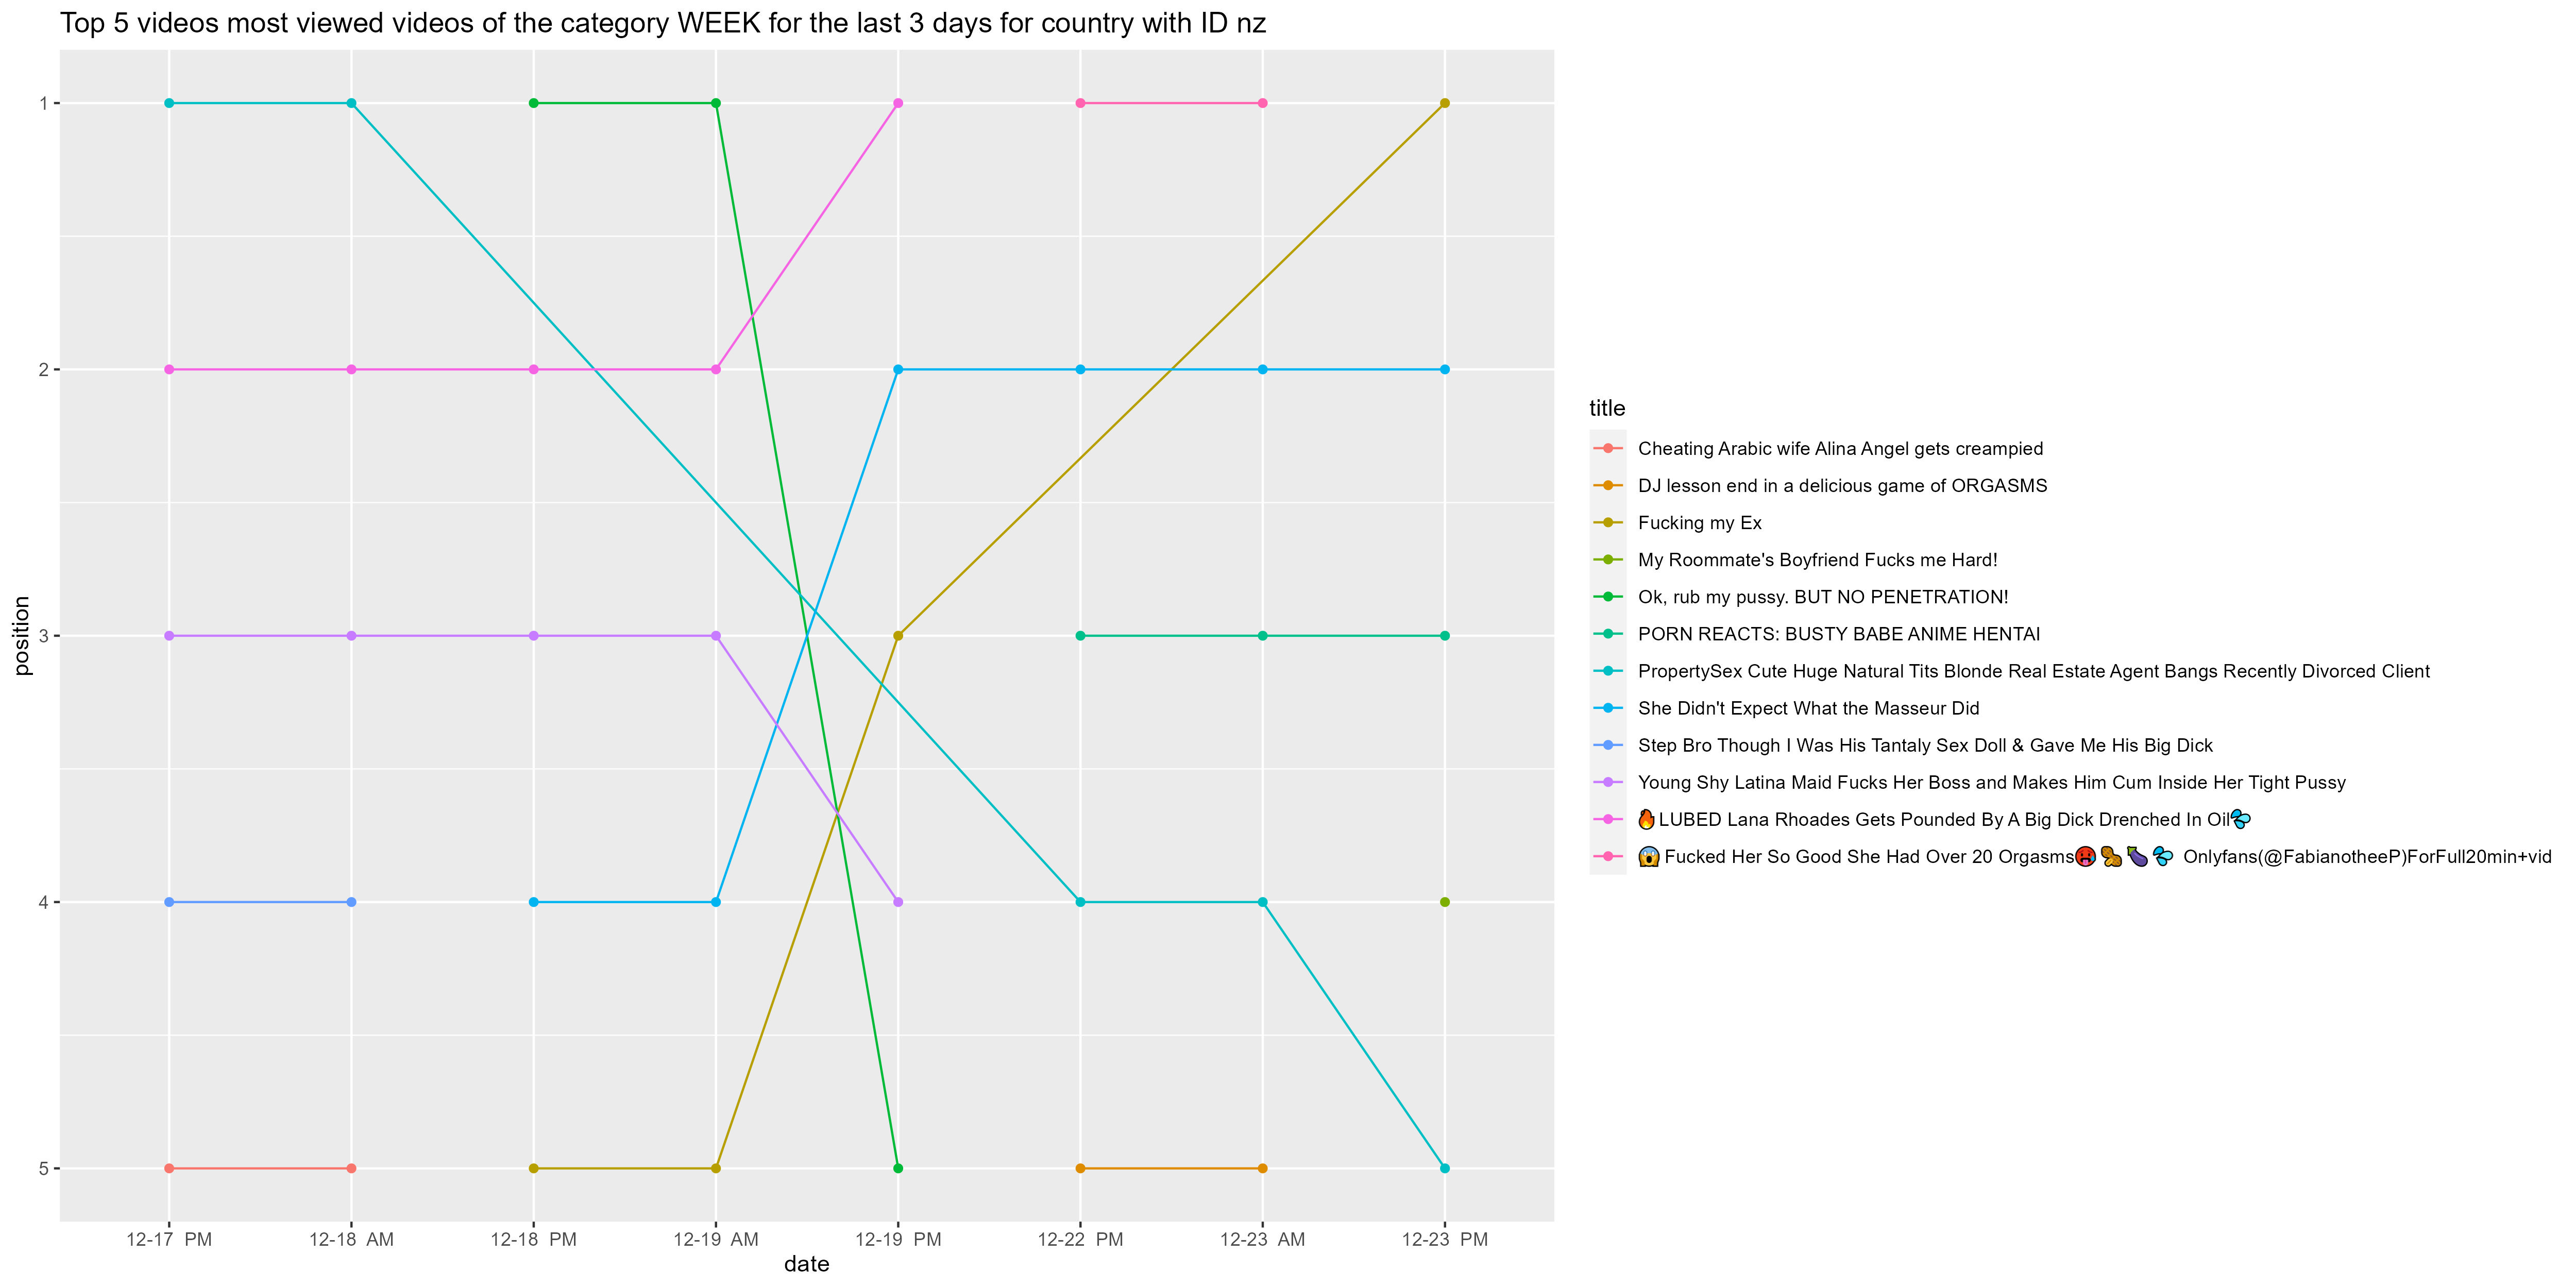 Top 5 videos most viewed videos of the category WEEK for the last 3 days for country with ID nz
position
1
2
3
4
5
12-17 PM
12-18 AM
12-18 PM
12-19 AM
12-19 PM
12-22 PM
12-23 AM
12-23 PM
date
title
Cheating Arabic wife Alina Angel gets creampied
DJ lesson end in a delicious game of ORGASMS
Fucking my Ex
My Roommate's Boyfriend Fucks me Hard!
Ok, rub my pussy. BUT NO PENETRATION!
PORN REACTS: BUSTY BABE ANIME HENTAI
PropertySex Cute Huge Natural Tits Blonde Real Estate Agent Bangs Recently Divorced Client
She Didn't Expect What the Masseur Did
Step Bro Though I Was His Tantaly Sex Doll & Gave Me His Big Dick
Young Shy Latina Maid Fucks Her Boss and Makes Him Cum Inside Her Tight Pussy
🔥LUBED Lana Rhoades Gets Pounded By A Big Dick Drenched In Oil💦
😱 Fucked Her So Good She Had Over 20 Orgasms🥵🥜🍆💦 Onlyfans(@FabianotheeP)ForFull20min+vid